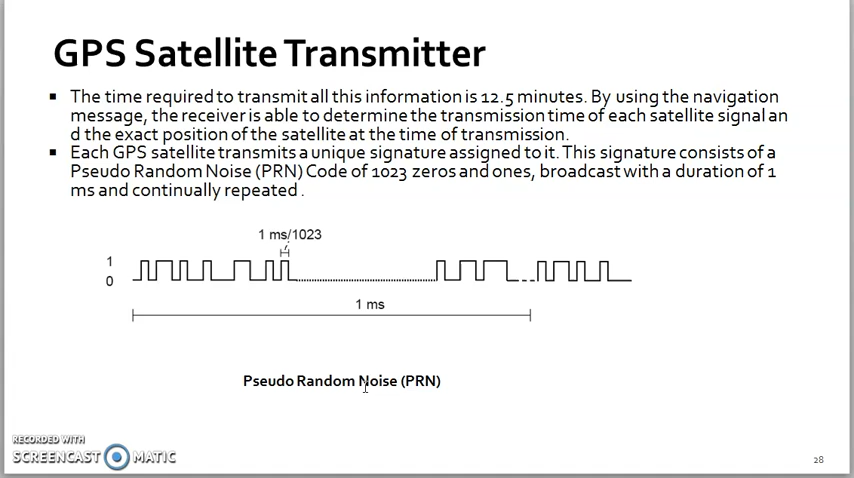 GPS Satellite Transmitter
▪ The time required to transmit all this information is 12.5 minutes. By using the navigation
message, the receiver is able to determine the transmission time of each satellite signal an
d the exact position of the satellite at the time of transmission.
▪ Each GPS satellite transmits a unique signature assigned to it. This signature consists of a
Pseudo Random Noise (PRN) Code of 1023 zeros and ones, broadcast with a duration of 1
ms and continually repeated .
1 ms/1023
1
0
1 ms
Pseudo Random Noise (PRN)
RECORDED WITH
SCREENCAST MATIC
28